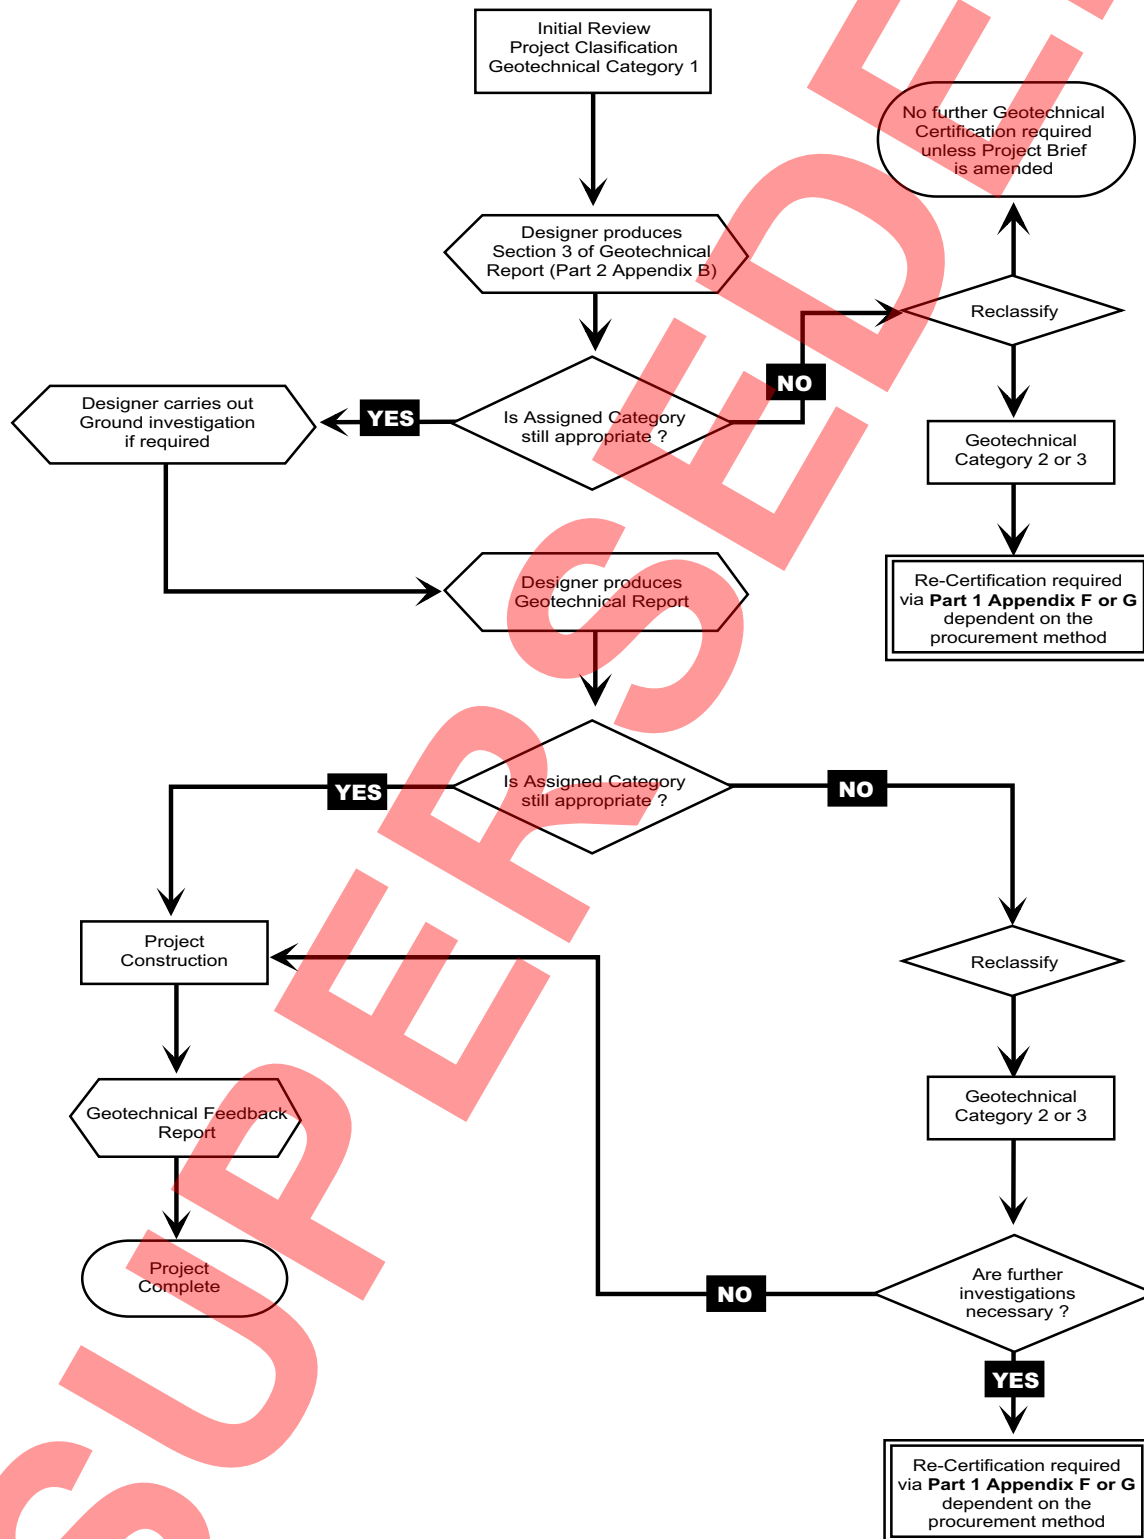 Initial Review
Project Clasification
Geotechnical Category 1
No further Geotechnical
Certification required
unless Project Brief
is amended
Designer produces
Section 3 of Geotechnical
Report (Part 2 Appendix B)
Reclassify
NO
Designer carries out
Ground investigation
if required
YES
Is Assigned Category
still appropriate ?
Geotechnical
Category 2 or 3
Designer produces
Geotechnical Report
Re-Certification required
via Part 1 Appendix F or G
dependent on the
procurement method
YES
Is Assigned Category
still appropriate ?
NO
Project
Construction
Reclassify
Geotechnical Feedback
Report
Geotechnical
Category 2 or 3
Project
Complete
NO
Are further
investigations
necessary ?
YES
Re-Certification required
via Part 1 Appendix F or G
dependent on the
procurement method
SUPERSEDED